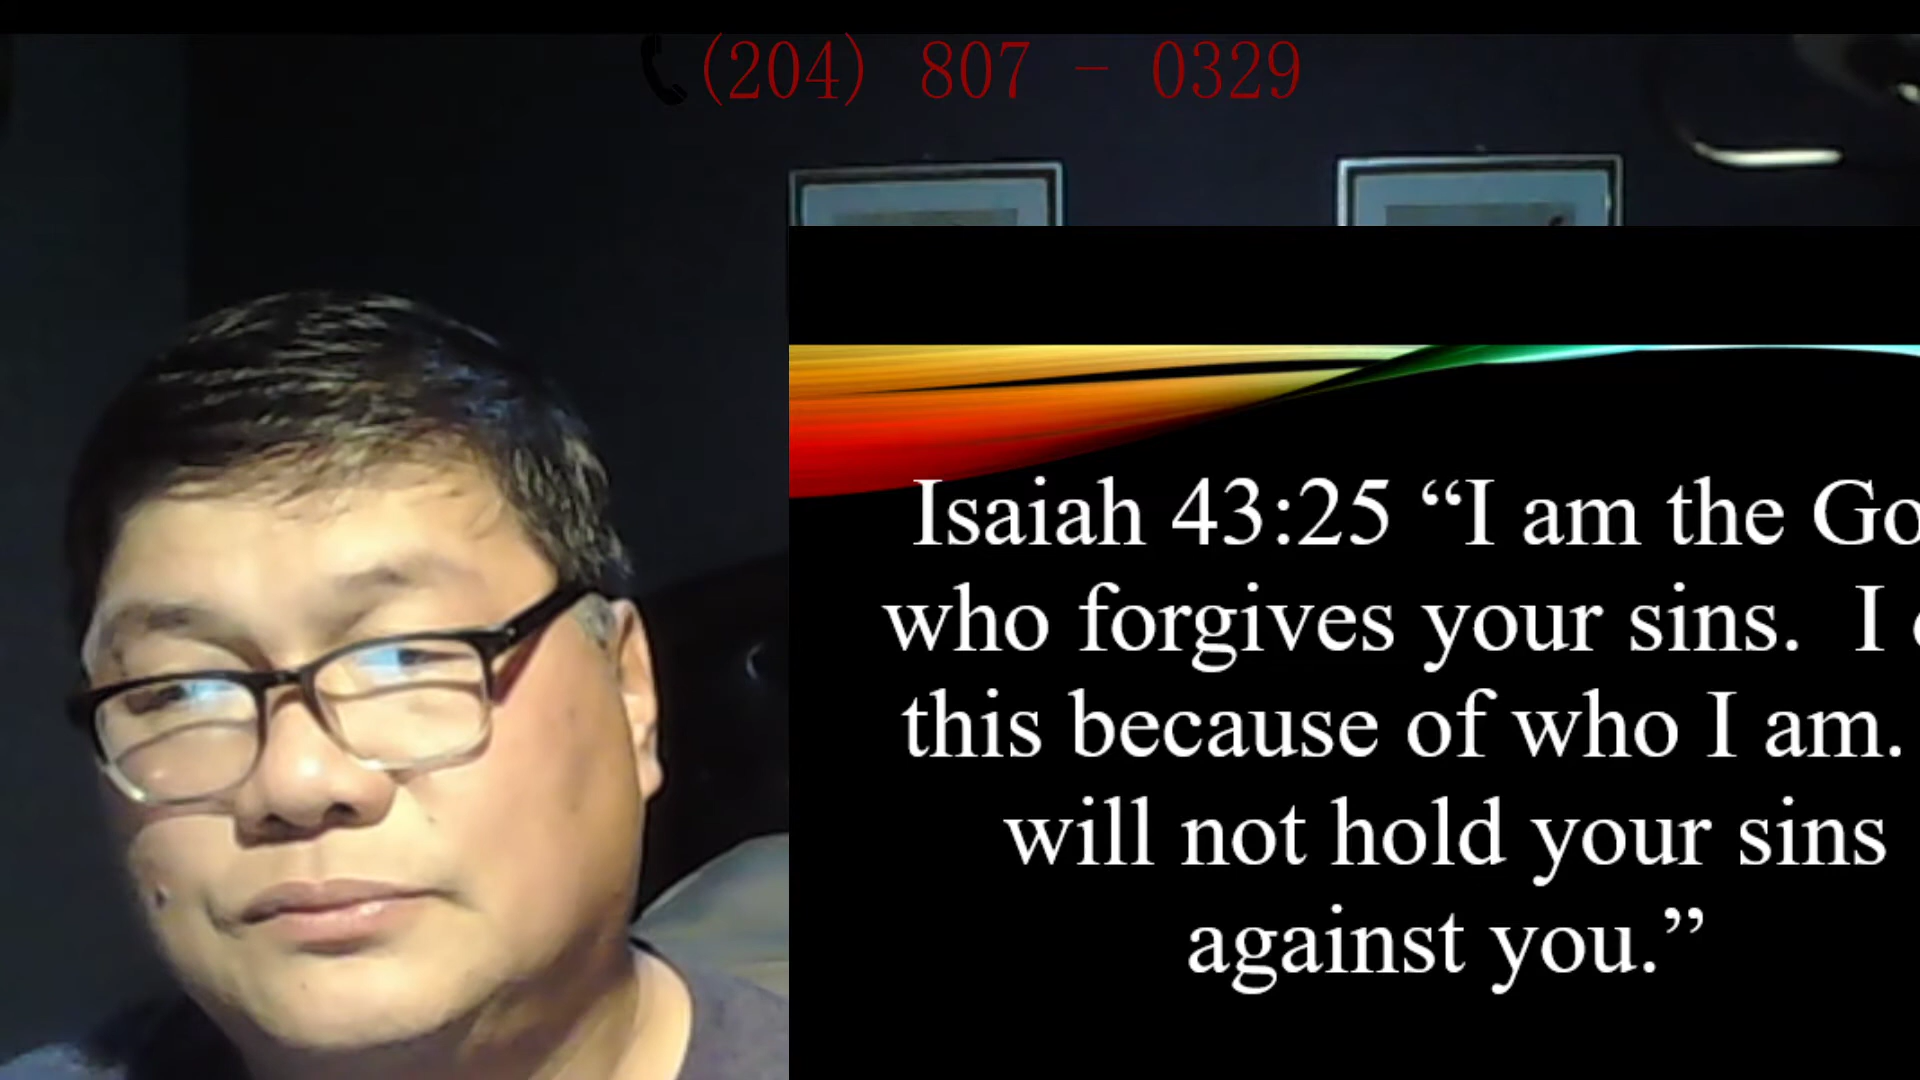 (204) 807 - 0329
Isaiah 43:25 “I am the Go
who forgives your sins.  I
this because of who I am.
will not hold your sins
against you.”